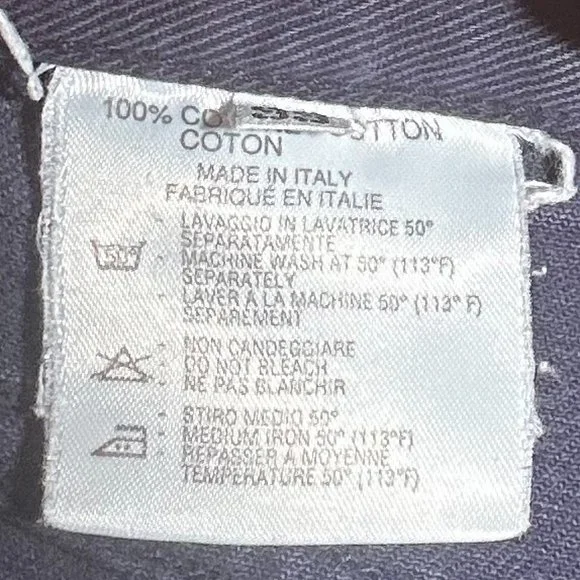 100% CO OTTON
COTON
MADE IN ITALY
FABRIQUÉ EN ITALIE
- LAVAGGIO IN LAVATRICE 50°
SEPARATAMENTE
50° - MACHINE WASH AT 50° (113°F)
SEPARATELY
- LAVER À LA MACHINE 50° (113° F)
SEPAREMENT
- NON CANDEGGIARE
- DO NOT BLEACH
- NE PAS BLANCHIR
- STIRO MEDIO 50°
- MEDIUM IRON 50° (113°F)
- REPASSER A MOYENNE
TEMPERATURE 50° (113°F)